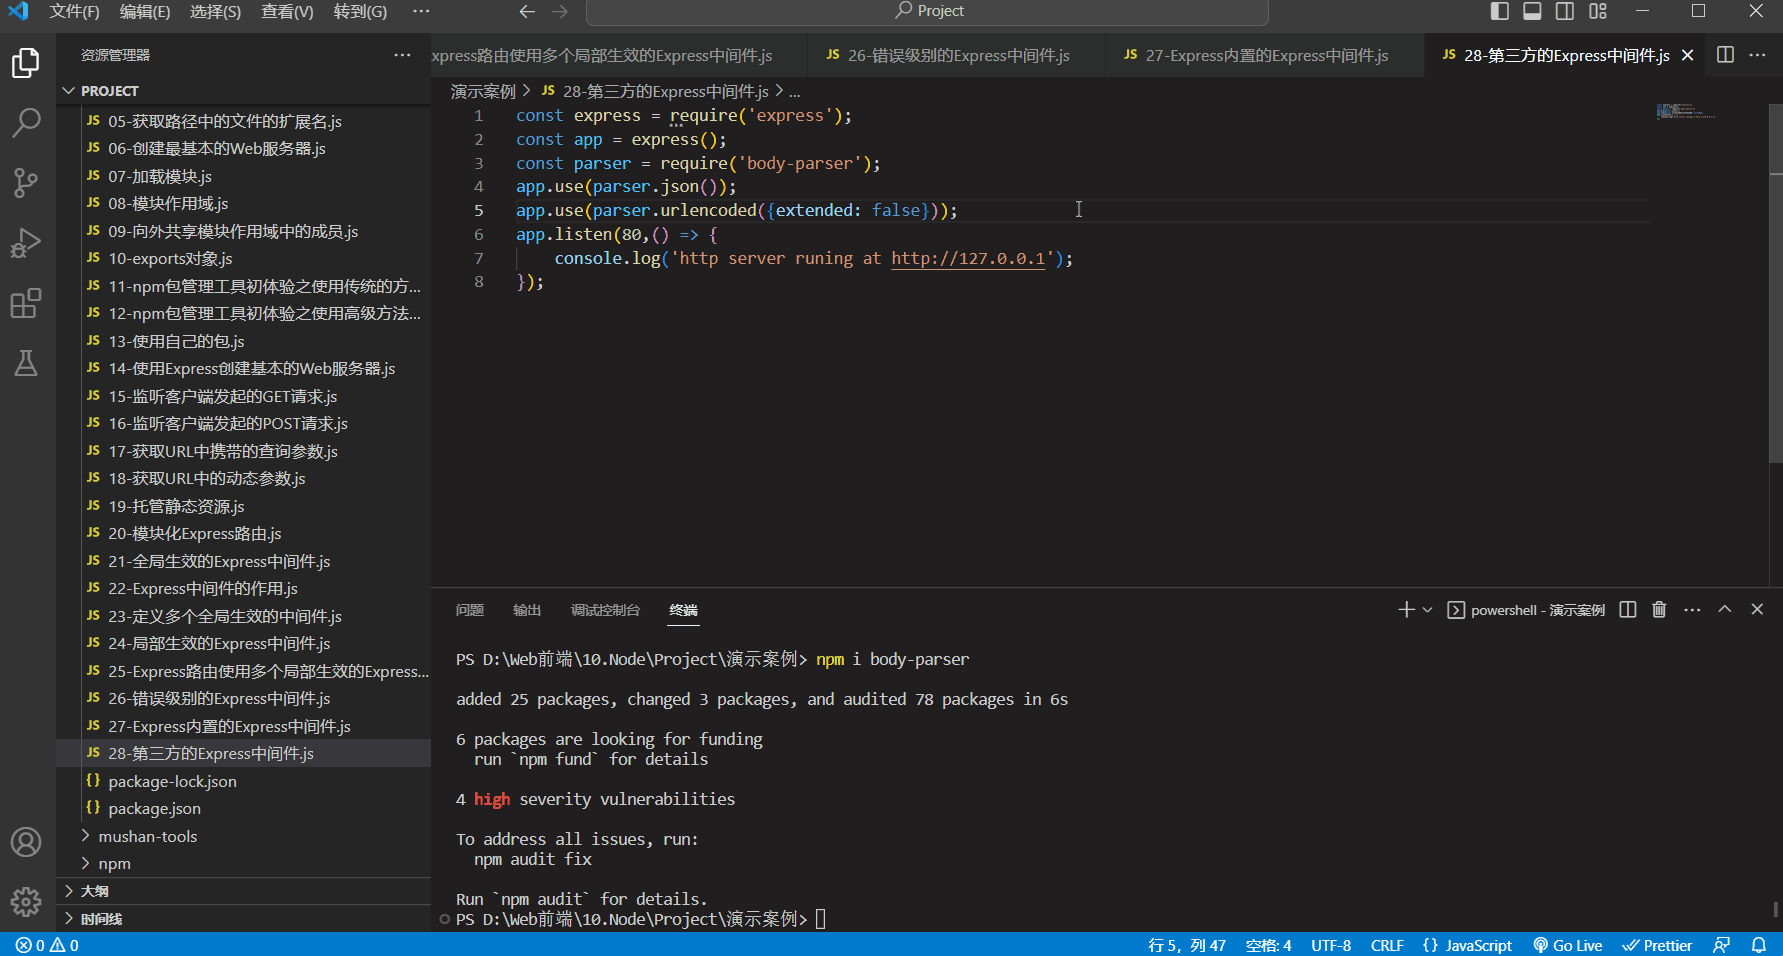 文件(F) 编辑(E) 选择(S) 查看(V) 转到(G) ··· Project
资源管理器 ···
xpress路由使用多个局部生效的Express中间件.js JS 26-错误级别的Express中间件.js JS 27-Express内置的Express中间件.js JS 28-第三方的Express中间件.js
PROJECT
JS 05-获取路径中的文件的扩展名.js
JS 06-创建最基本的Web服务器.js
JS 07-加载模块.js
JS 08-模块作用域.js
JS 09-向外共享模块作用域中的成员.js
JS 10-exports对象.js
JS 11-npm包管理工具初体验之使用传统的方...
JS 12-npm包管理工具初体验之使用高级方法...
JS 13-使用自己的包.js
JS 14-使用Express创建基本的Web服务器.js
JS 15-监听客户端发起的GET请求.js
JS 16-监听客户端发起的POST请求.js
JS 17-获取URL中携带的查询参数.js
JS 18-获取URL中的动态参数.js
JS 19-托管静态资源.js
JS 20-模块化Express路由.js
JS 21-全局生效的Express中间件.js
JS 22-Express中间件的作用.js
JS 23-定义多个全局生效的中间件.js
JS 24-局部生效的Express中间件.js
JS 25-Express路由使用多个局部生效的Express...
JS 26-错误级别的Express中间件.js
JS 27-Express内置的Express中间件.js
JS 28-第三方的Express中间件.js
{} package-lock.json
{} package.json
mushan-tools
npm
大纲
时间线
演示案例 > JS 28-第三方的Express中间件.js > ...
1 const express = require('express');
2 const app = express();
3 const parser = require('body-parser');
4 app.use(parser.json());
5 app.use(parser.urlencoded({extended: false}));
6 app.listen(80,() => {
7 console.log('http server runing at http://127.0.0.1');
8 });
问题 输出 调试控制台 终端 powershell - 演示案例
PS D:\Web前端\10.Node\Project\演示案例> npm i body-parser
added 25 packages, changed 3 packages, and audited 78 packages in 6s
6 packages are looking for funding
run `npm fund` for details
4 high severity vulnerabilities
To address all issues, run:
npm audit fix
Run `npm audit` for details.
PS D:\Web前端\10.Node\Project\演示案例>
0 0 行 5，列 47 空格: 4 UTF-8 CRLF {} JavaScript Go Live Prettier